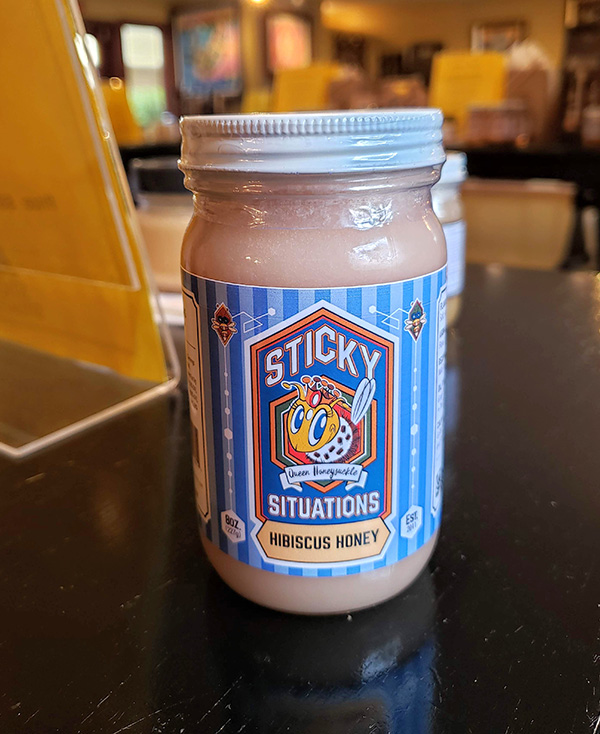 STICKY
Queen Honeysuckle
SITUATIONS
8OZ.
EST.
HIBISCUS HONEY